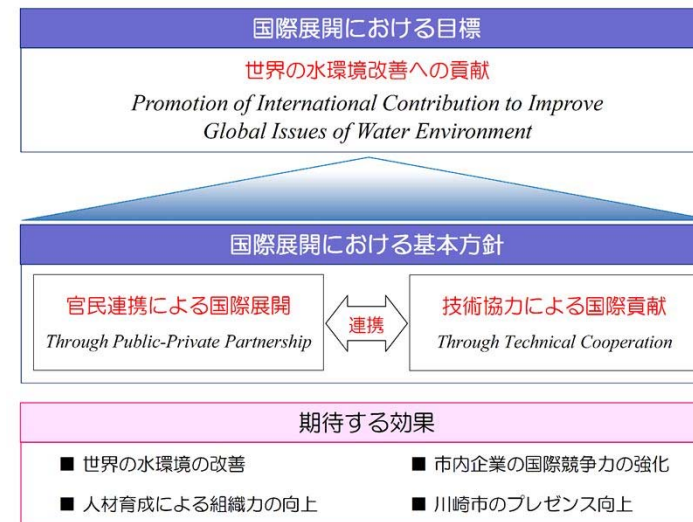 国際展開における目標
世界の水環境改善への貢献
Promotion of International Contribution to Improve
Global Issues of Water Environment
国際展開における基本方針
官民連携による国際展開
Through Public-Private Partnership
連携
技術協力による国際貢献
Through Technical Cooperation
期待する効果
■ 世界の水環境の改善
■ 市内企業の国際競争力の強化
■ 人材育成による組織力の向上
■ 川崎市のプレゼンス向上